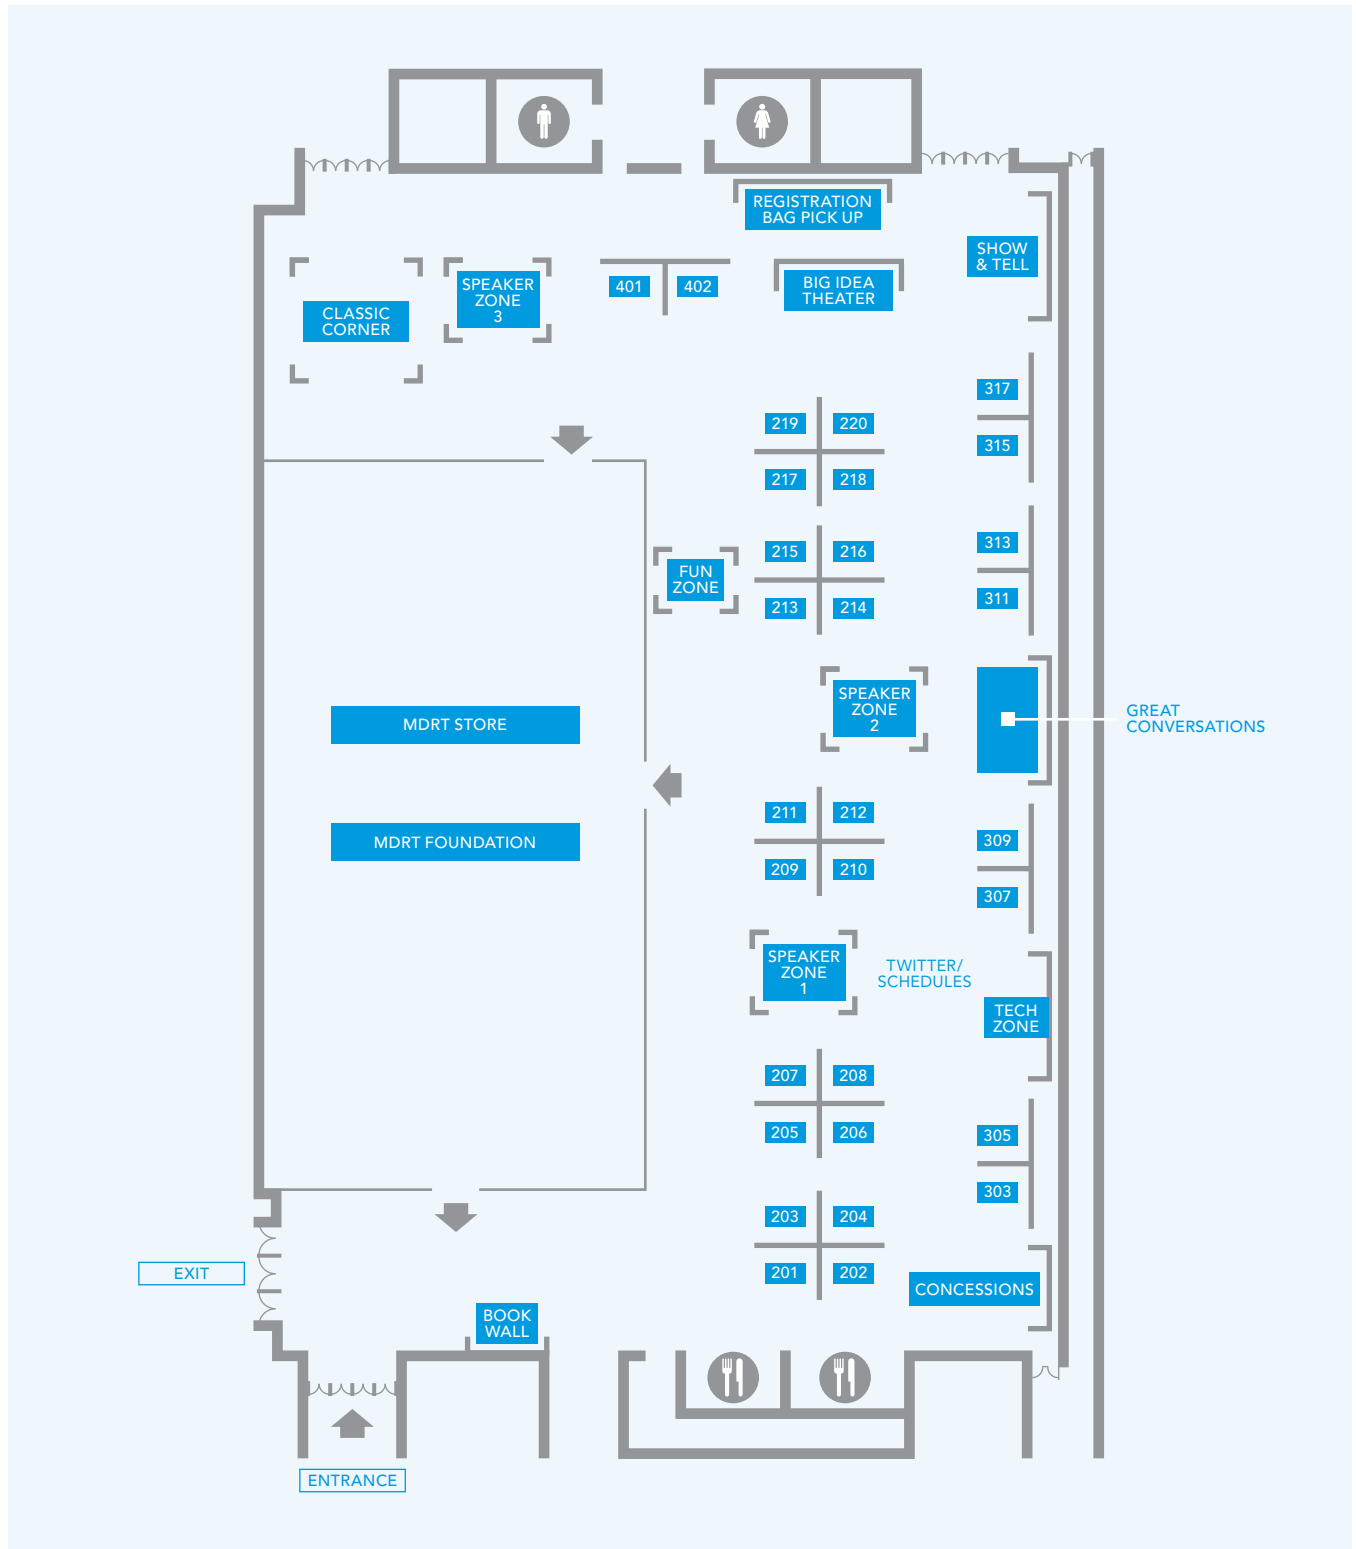 REGISTRATION
BAG PICK UP
SHOW
& TELL
SPEAKER
ZONE
3
401
402
BIG IDEA
THEATER
CLASSIC
CORNER
317
219
220
315
217
218
313
215
216
FUN
ZONE
311
213
214
SPEAKER
ZONE
2
GREAT
CONVERSATIONS
MDRT STORE
211
212
309
MDRT FOUNDATION
209
210
307
SPEAKER
ZONE
1
TWITTER/
SCHEDULES
TECH
ZONE
207
208
305
205
206
303
203
204
EXIT
201
202
CONCESSIONS
BOOK
WALL
ENTRANCE